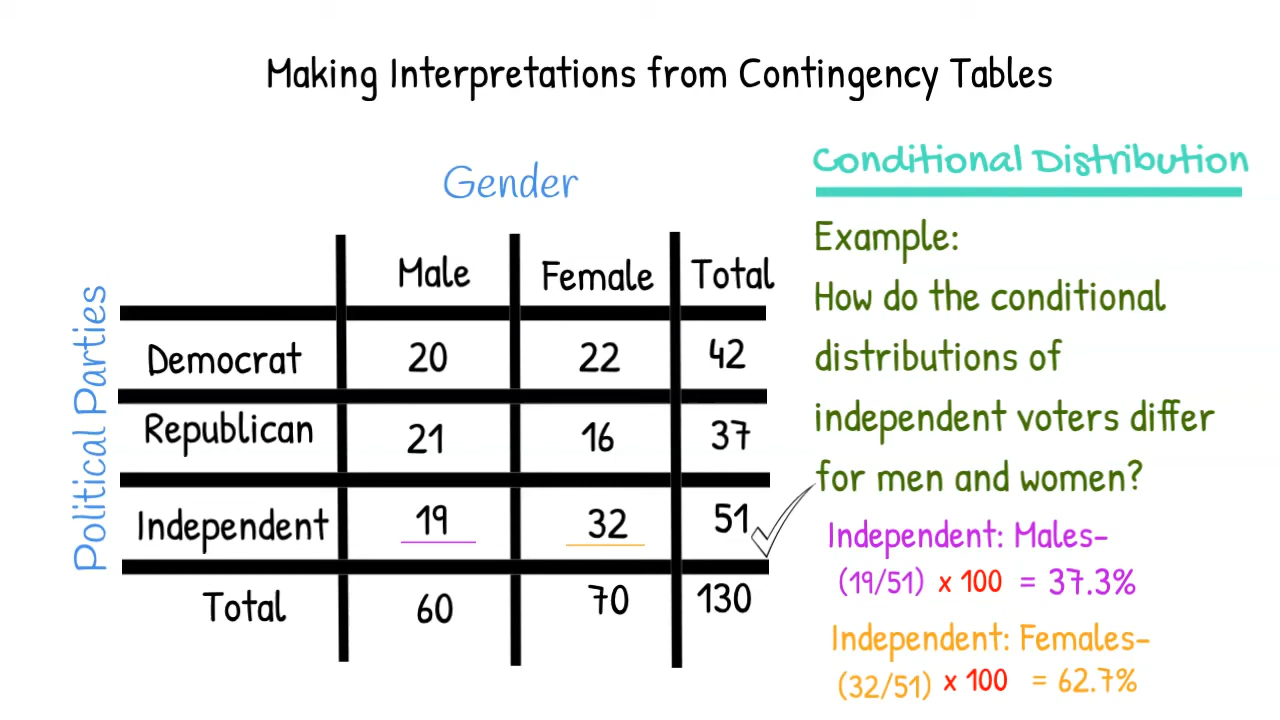 Making Interpretations from Contingency Tables
Gender
Political Parties
Male Female Total
Democrat 20 22 42
Republican 21 16 37
Independent 19 32 51
Total 60 70 130
Conditional Distribution
Example:
How do the conditional
distributions of
independent voters differ
for men and women?
Independent: Males-
(19/51) x 100 = 37.3%
Independent: Females-
(32/51) x 100 = 62.7%